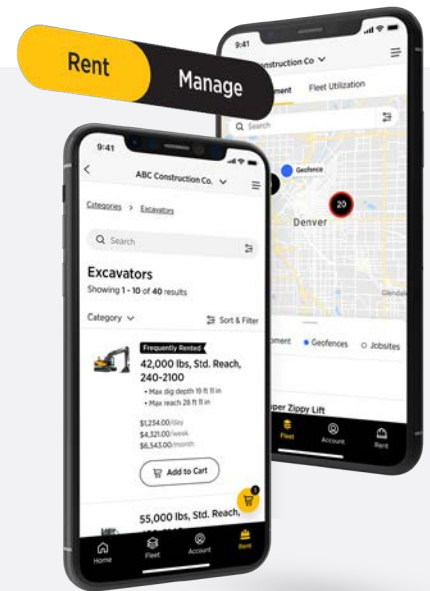 Rent
Manage
9:41
Construction Co
Fleet Utilization
Search
Geofence
20
Denver
Geofences
Jobsites
Zippy Lift
Fleet
Account
Rent
9:41
ABC Construction Co.
Categories > Excavators
Search
Excavators
Showing 1 - 10 of 40 results
Category
Sort & Filter
Frequently Rented
42,000 lbs, Std. Reach,
240-2100
• Max dig depth 19 ft 11 in
• Max reach 28 ft 11 in
$1,234.00/day
$4,321.00/week
$6,543.00/month
Add to Cart
55,000 lbs, Std. Reach,
Home
Fleet
Account
Rent